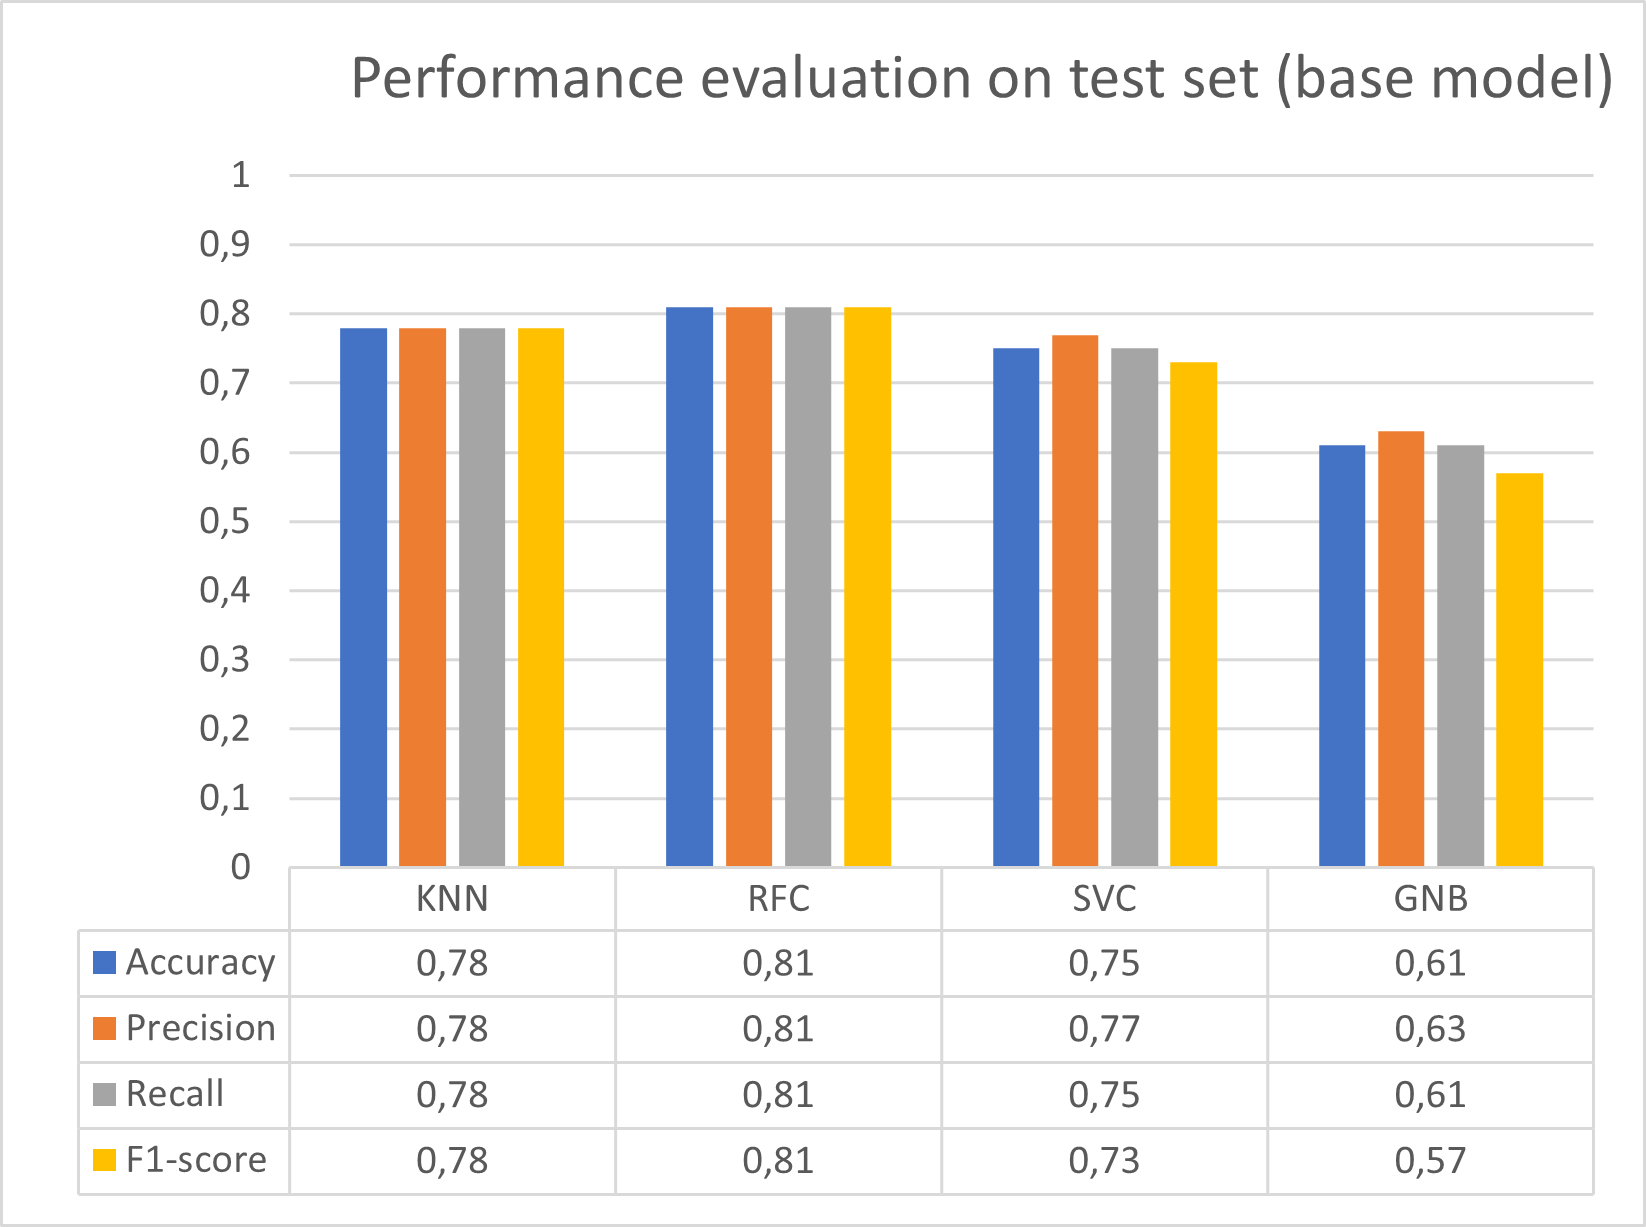 Performance evaluation on test set (base model)
1
0,9
0,8
0,7
0,6
0,5
0,4
0,3
0,2
0,1
0
KNN RFC SVC GNB
Accuracy 0,78 0,81 0,75 0,61
Precision 0,78 0,81 0,77 0,63
Recall 0,78 0,81 0,75 0,61
F1-score 0,78 0,81 0,73 0,57